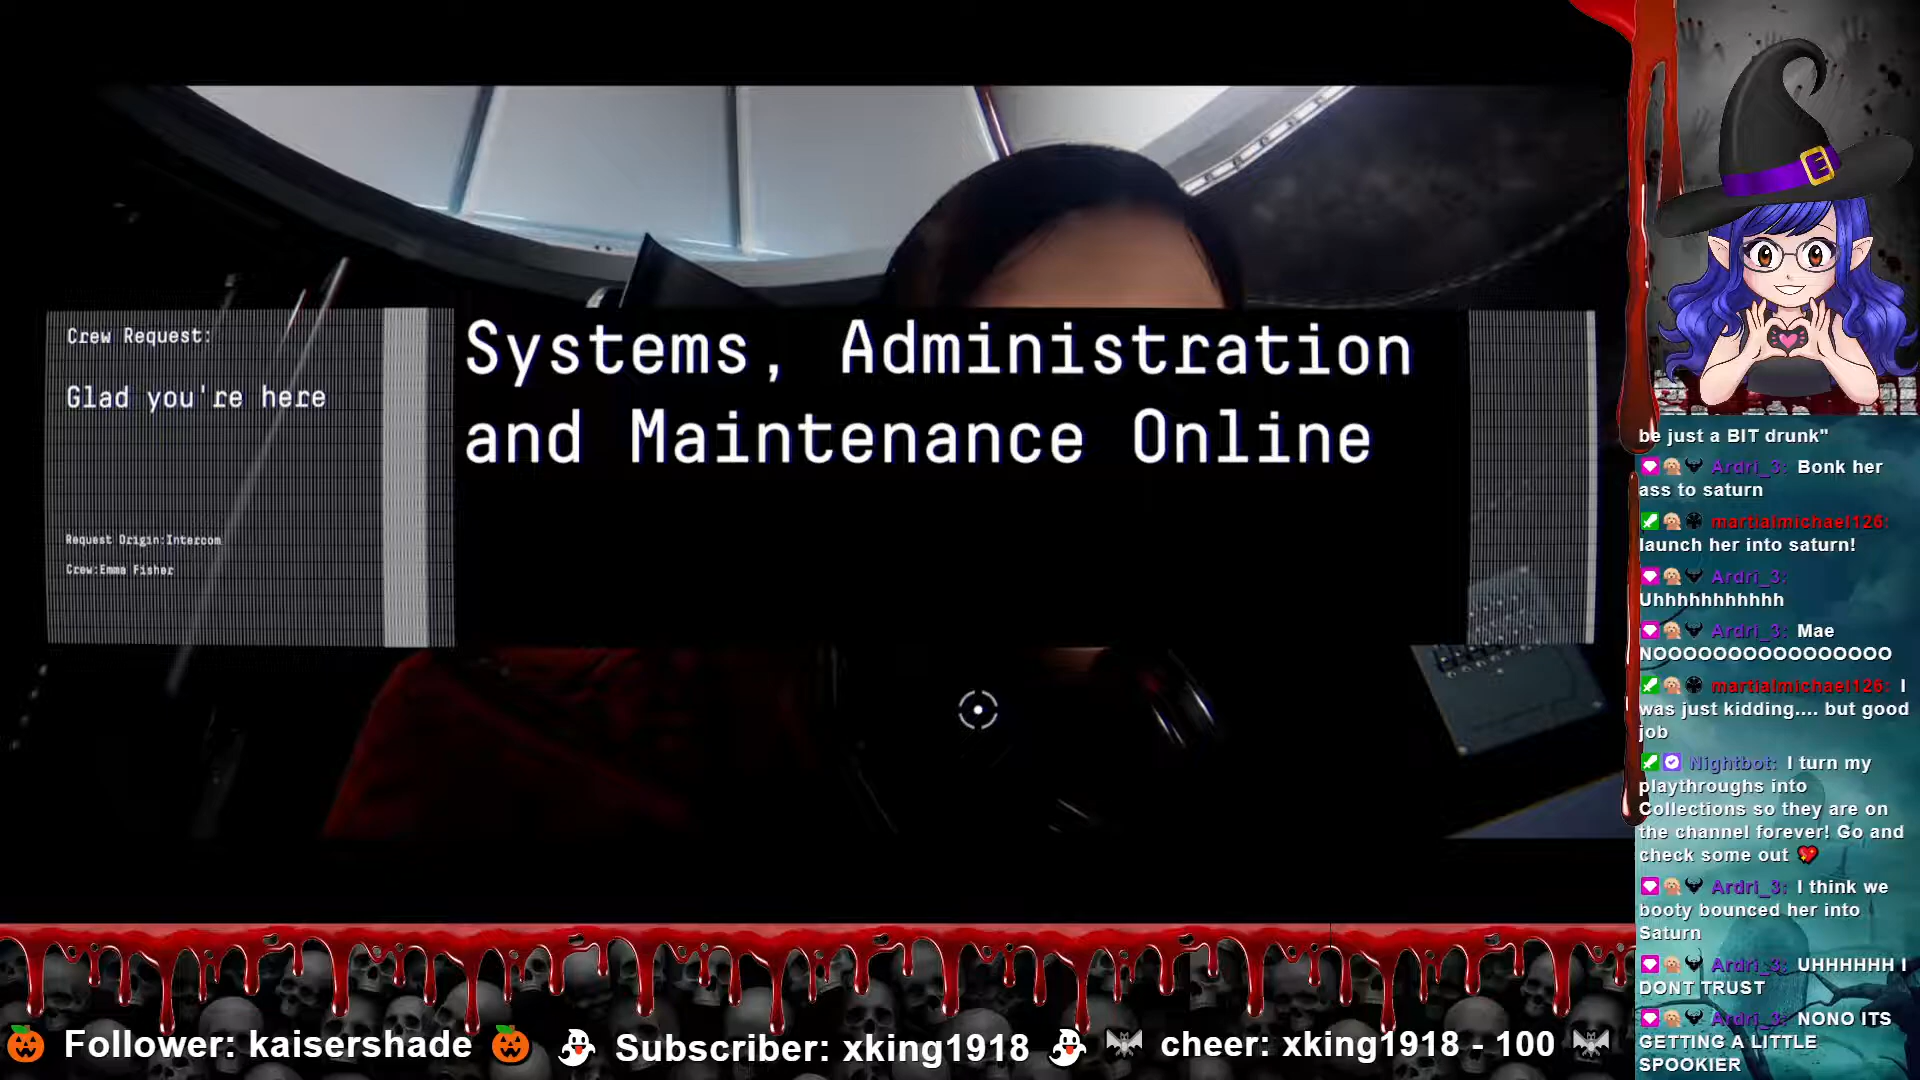 Crew Request:
Glad you're here
Request Origin:Intercom
Crew:Emma Fisher
Systems, Administration
and Maintenance Online
be just a BIT drunk"
Ardri_3: Bonk her
ass to saturn
martialmichael126:
launch her into saturn!
Ardri_3:
Uhhhhhhhhhhh
Ardri_3: Mae
NOOOOOOOOOOOOOOOO
martialmichael126: I
was just kidding.... but good
job
Nightbot: I turn my
playthroughs into
Collections so they are on
the channel forever! Go and
check some out 💖
Ardri_3: I think we
booty bounced her into
Saturn
Ardri_3: UHHHHHH I
DONT TRUST
Ardri_3: NONO ITS
GETTING A LITTLE
SPOOKIER
Follower: kaisershade
Subscriber: xking1918
cheer: xking1918 - 100